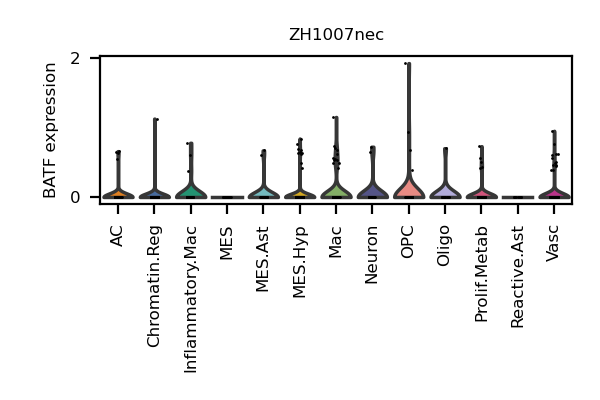 ZH1007nec
BATF expression
2
0
AC
Chromatin.Reg
Inflammatory.Mac
MES
MES.Ast
MES.Hyp
Mac
Neuron
OPC
Oligo
Prolif.Metab
Reactive.Ast
Vasc